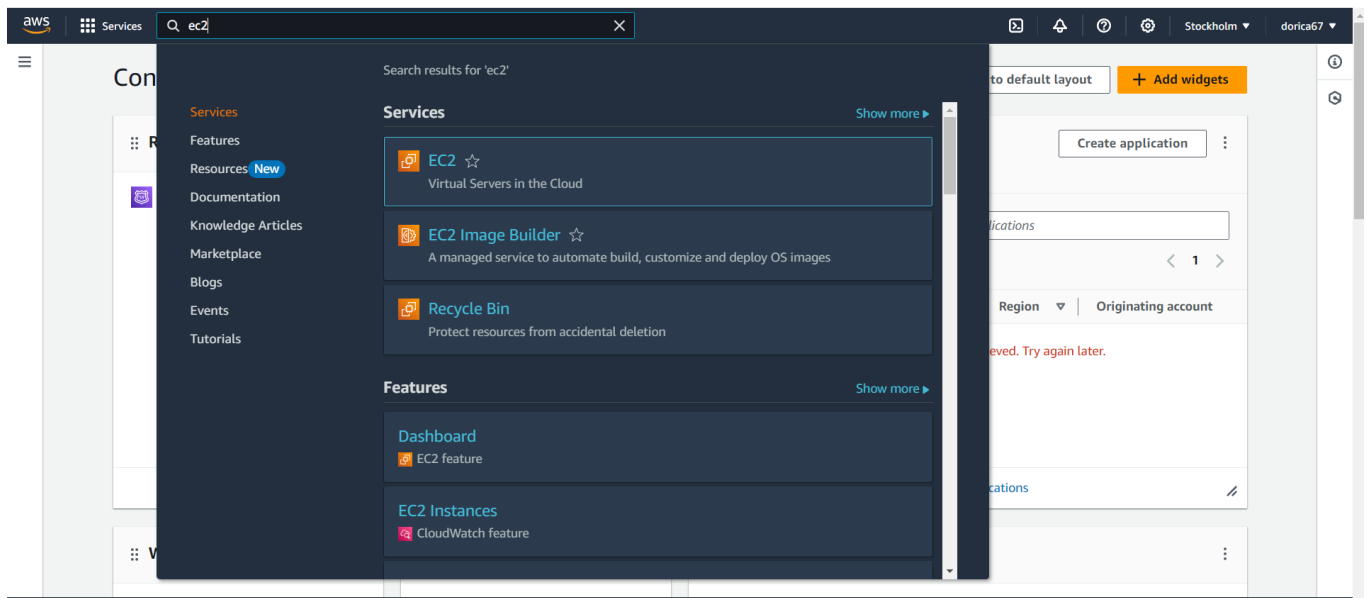 aws
Services
ec2
Stockholm
dorica67
Con
to default layout
+ Add widgets
Search results for 'ec2'
Services
Features
Resources New
Documentation
Knowledge Articles
Marketplace
Blogs
Events
Tutorials
Services
Show more
EC2
Virtual Servers in the Cloud
EC2 Image Builder
A managed service to automate build, customize and deploy OS images
Recycle Bin
Protect resources from accidental deletion
Features
Show more
Dashboard
EC2 feature
EC2 Instances
CloudWatch feature
R
Create application
lications
1
Region
Originating account
eved. Try again later.
cations
W